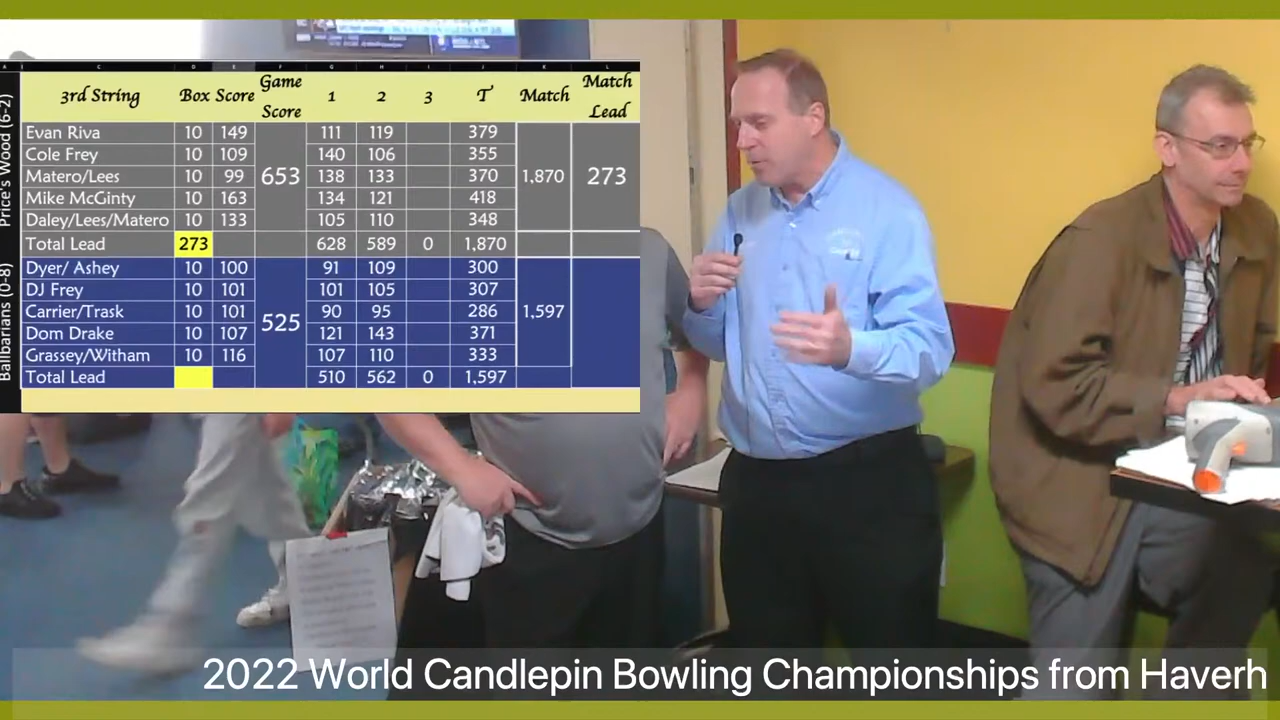 A C D E F G H I J K L
3rd String Box Score Game Score 1 2 3 T Match Match Lead
Price's Wood (6-2)
Evan Riva 10 149 111 119 379
Cole Frey 10 109 140 106 355
Matero/Lees 10 99 653 138 133 370 1,870 273
Mike McGinty 10 163 134 121 418
Daley/Lees/Matero 10 133 105 110 348
Total Lead 273 628 589 0 1,870
Ballbarians (0-8)
Dyer/ Ashey 10 100 91 109 300
DJ Frey 10 101 101 105 307
Carrier/Trask 10 101 525 90 95 286 1,597
Dom Drake 10 107 121 143 371
Grassey/Witham 10 116 107 110 333
Total Lead 510 562 0 1,597
2022 World Candlepin Bowling Championships from Haverh